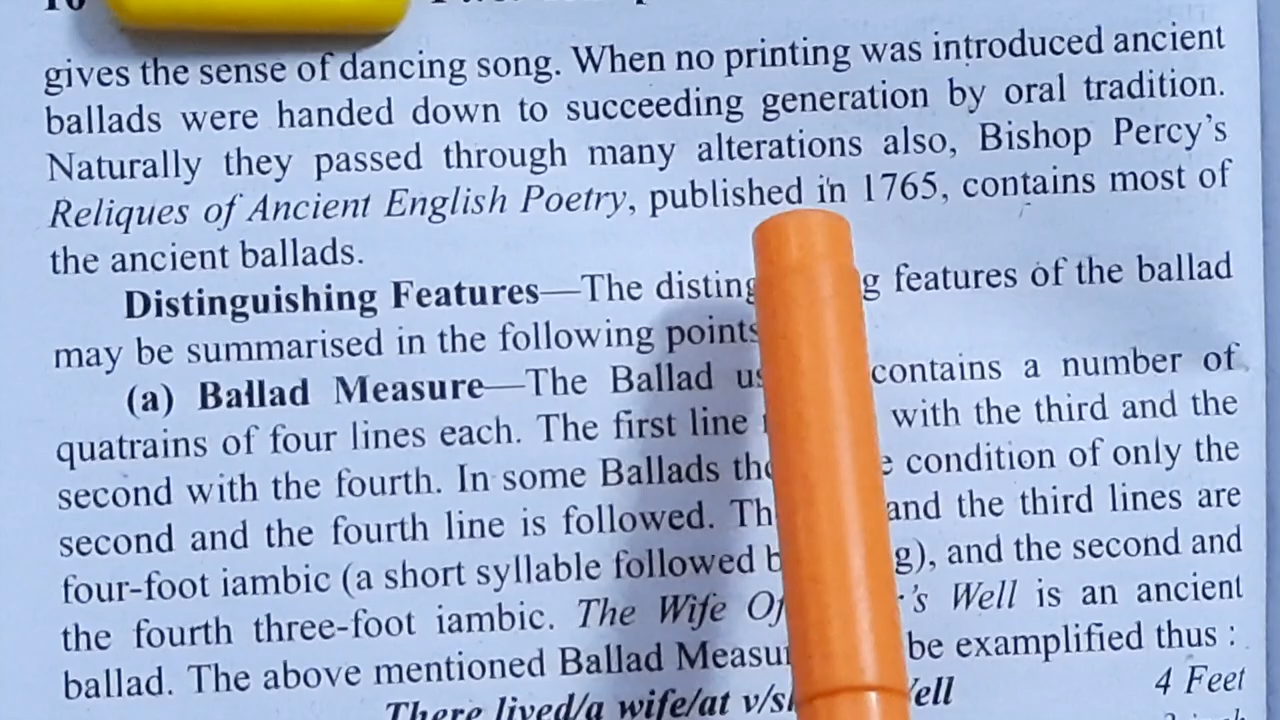 16
gives the sense of dancing song. When no printing was introduced ancient
ballads were handed down to succeeding generation by oral tradition.
Naturally they passed through many alterations also, Bishop Percy's
Reliques of Ancient English Poetry, published in 1765, contains most of
the ancient ballads.
Distinguishing Features—The features of the ballad
may be summarised in the following points
(a) Ballad Measure—The Ballad contains a number of
quatrains of four lines each. The first line with the third and the
second with the fourth. In some Ballads condition of only the
second and the fourth line is followed. and the third lines are
four-foot iambic (a short syllable followed and the second and
the fourth three-foot iambic. The Wife Of Well is an ancient
ballad. The above mentioned Ballad be examplified thus :
There lived/a wife/at 4 Feet